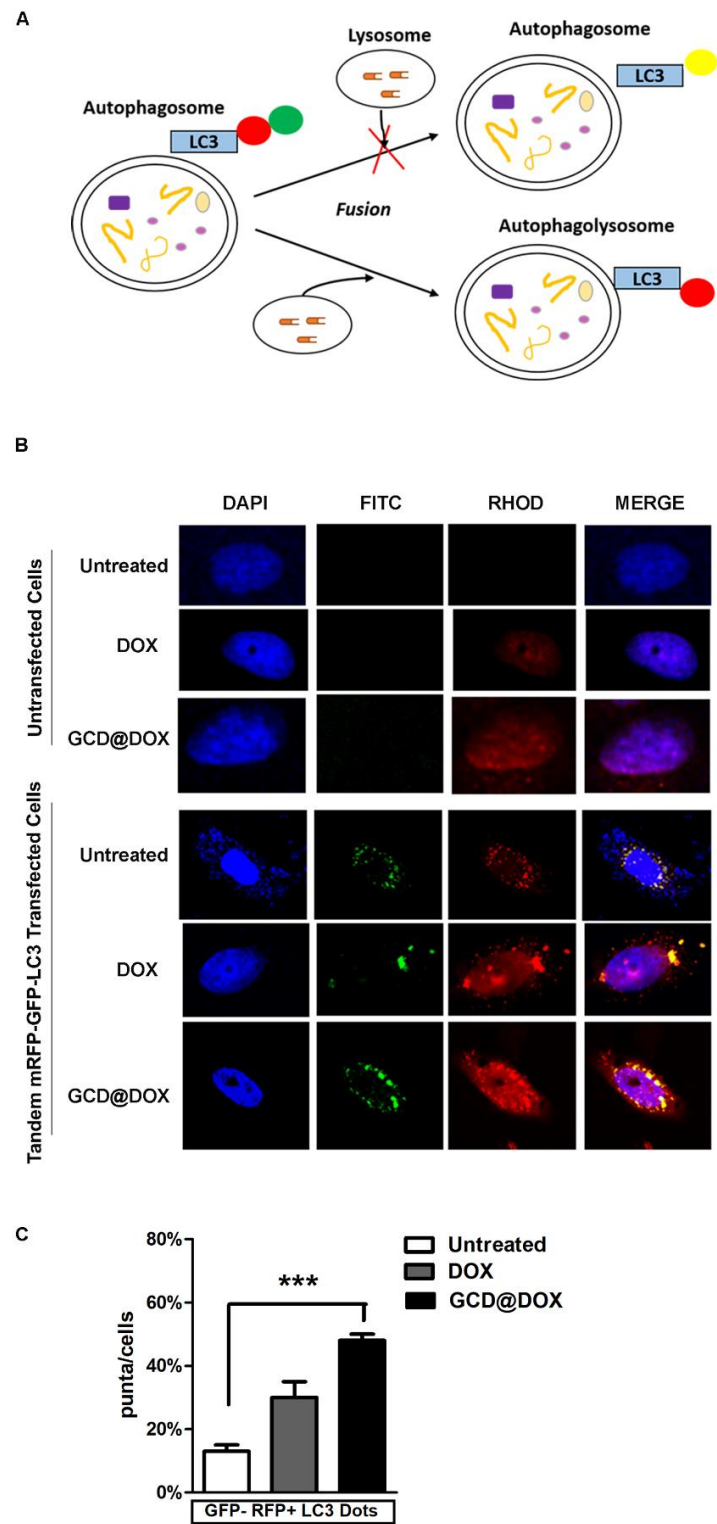 A
Lysosome
Autophagosome
LC3
Autophagosome
LC3
Fusion
Autophagolysosome
LC3
B
DAPI FITC RHOD MERGE
Untransfected Cells
Untreated
DOX
GCD@DOX
Tandem mRFP-GFP-LC3 Transfected Cells
Untreated
DOX
GCD@DOX
C
punta/cells
80%
60%
40%
20%
0%
***
Untreated
DOX
GCD@DOX
GFP- RFP+ LC3 Dots